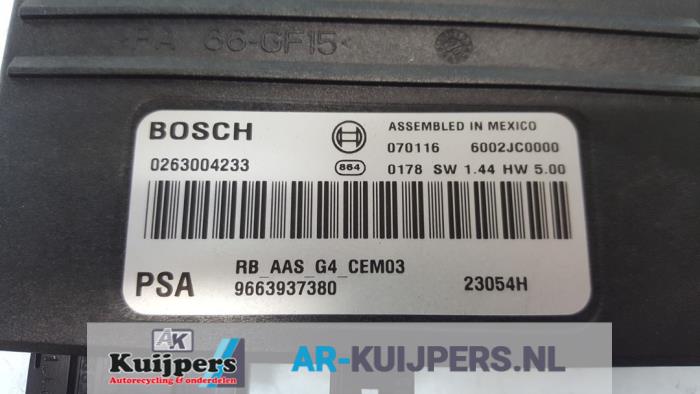 >PA 66-GF15<
BOSCH
ASSEMBLED IN MEXICO
070116 6002JC0000
0263004233
864
0178 SW 1.44 HW 5.00
RB_AAS_G4_CEM03
PSA
9663937380
23054H
AK
Kuijpers
Autorecycling & onderdelen
AR-KUIJPERS.NL